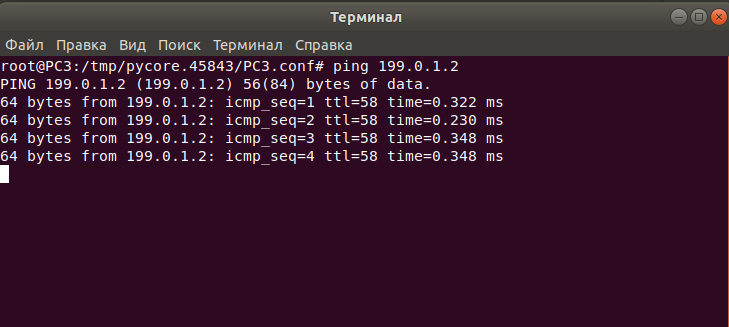 Терминал
Файл Правка Вид Поиск Терминал Справка
root@PC3:/tmp/pycore.45843/PC3.conf# ping 199.0.1.2
PING 199.0.1.2 (199.0.1.2) 56(84) bytes of data.
64 bytes from 199.0.1.2: icmp_seq=1 ttl=58 time=0.322 ms
64 bytes from 199.0.1.2: icmp_seq=2 ttl=58 time=0.230 ms
64 bytes from 199.0.1.2: icmp_seq=3 ttl=58 time=0.348 ms
64 bytes from 199.0.1.2: icmp_seq=4 ttl=58 time=0.348 ms